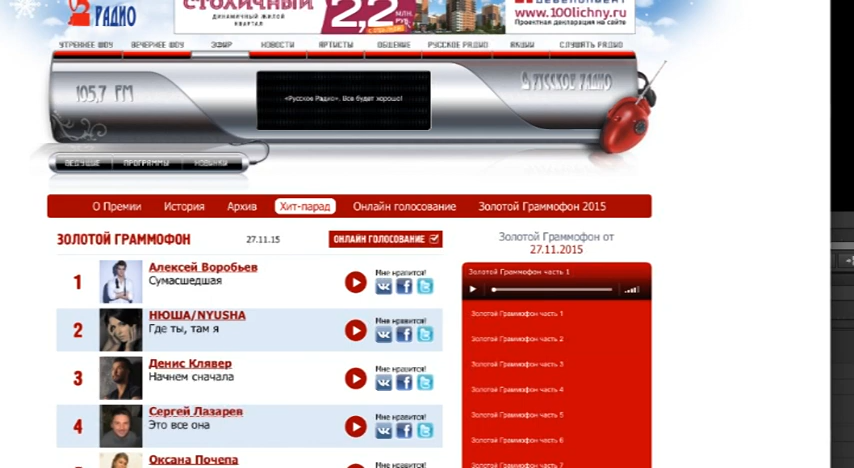 РАДИО
СТОЛИЧНЫЙ
ДИНАМИЧНЫЙ ЖИЛОЙ
КВАРТАЛ
2,2
МЛН.
РУБ.
ДЕВЕЛОПМЕНТ
www.100lichny.ru
Проектная декларация на сайте
УТРЕННЕЕ ШОУ ВЕЧЕРНЕЕ ШОУ ЭФИР НОВОСТИ АРТИСТЫ ОБЩЕНИЕ РУССКОЕ РАДИО АКЦИИ СЛУШАТЬ РАДИО
105,7 FM
«Русское Радио». Все будет хорошо!
РУССКОЕ РАДИО
ВЕДУЩИЕ ПРОГРАММЫ НОВИНКИ
О Премии История Архив Хит-парад Онлайн голосование Золотой Граммофон 2015
ЗОЛОТОЙ ГРАММОФОН
27.11.15
ОНЛАЙН ГОЛОСОВАНИЕ
Золотой Граммофон от
27.11.2015
1
Алексей Воробьев
Сумасшедшая
Мне нравится!
2
НЮША/NYUSHA
Где ты, там я
Мне нравится!
3
Денис Клявер
Начнем сначала
Мне нравится!
4
Сергей Лазарев
Это все она
Мне нравится!
Оксана Почепа
Мне нравится!
Золотой Граммофон часть 1
Золотой Граммофон часть 1
Золотой Граммофон часть 2
Золотой Граммофон часть 3
Золотой Граммофон часть 4
Золотой Граммофон часть 5
Золотой Граммофон часть 6
Золотой Граммофон часть 7